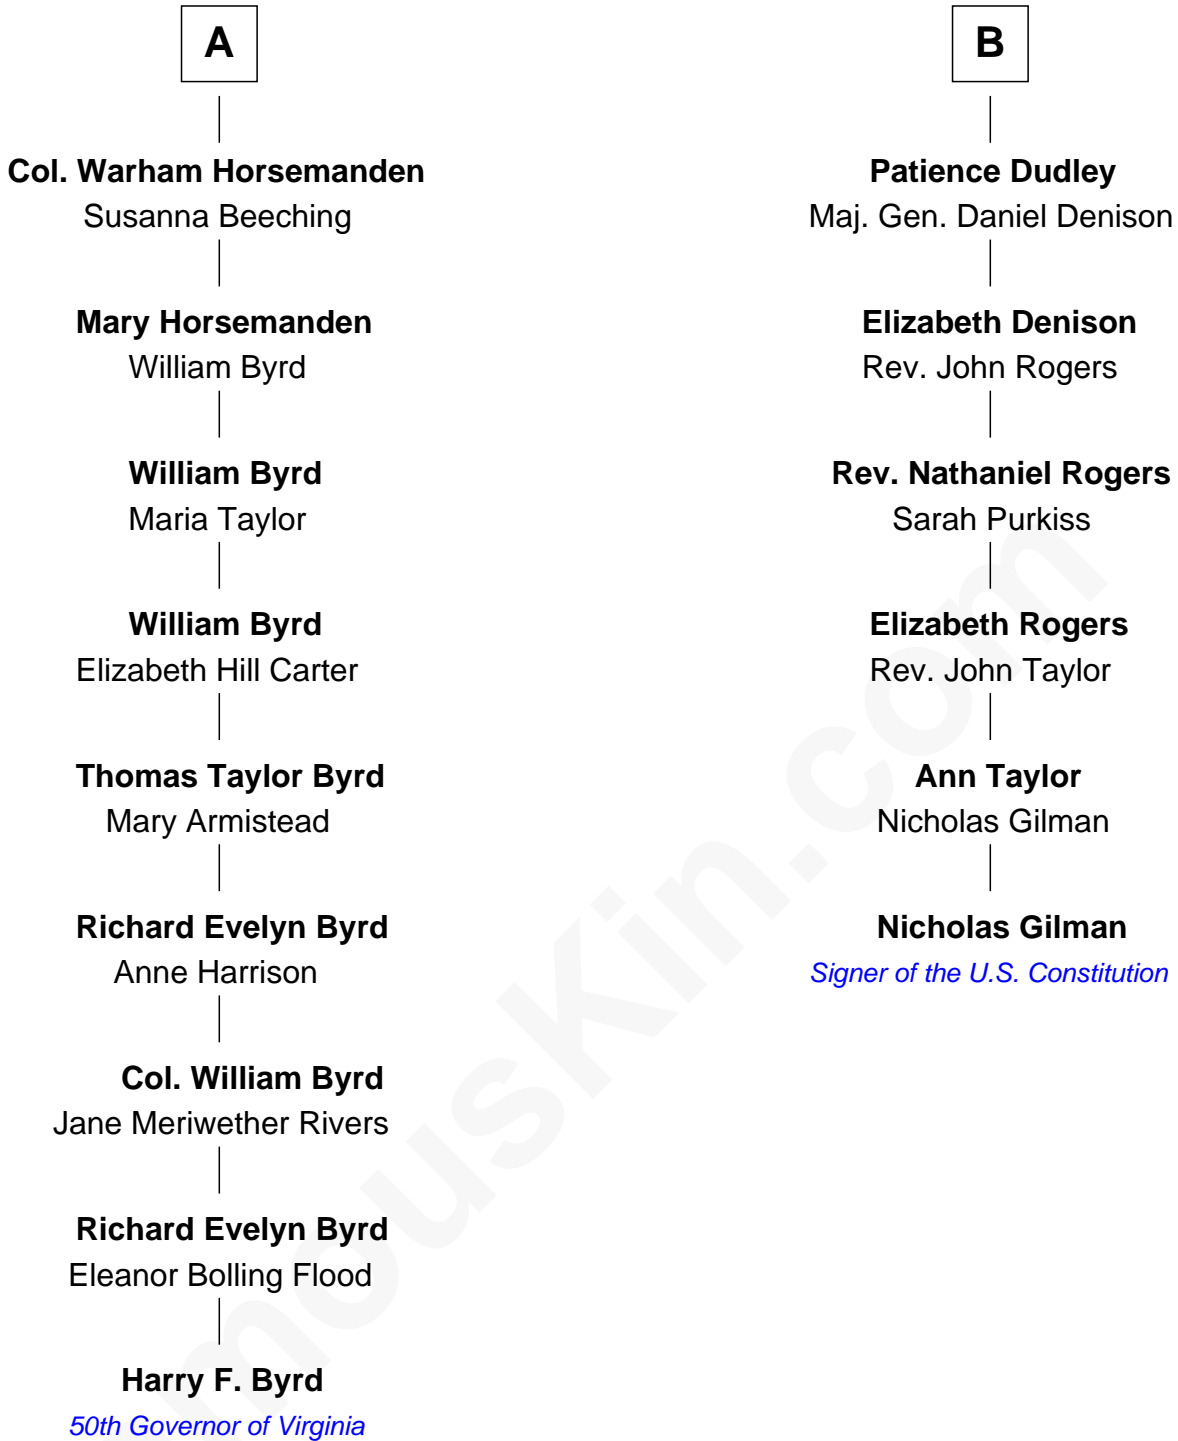 A
Col. Warham Horsemanden
Susanna Beeching
Mary Horsemanden
William Byrd
William Byrd
Maria Taylor
William Byrd
Elizabeth Hill Carter
Thomas Taylor Byrd
Mary Armistead
Richard Evelyn Byrd
Anne Harrison
Col. William Byrd
Jane Meriwether Rivers
Richard Evelyn Byrd
Eleanor Bolling Flood
Harry F. Byrd
50th Governor of Virginia
B
Patience Dudley
Maj. Gen. Daniel Denison
Elizabeth Denison
Rev. John Rogers
Rev. Nathaniel Rogers
Sarah Purkiss
Elizabeth Rogers
Rev. John Taylor
Ann Taylor
Nicholas Gilman
Nicholas Gilman
Signer of the U.S. Constitution
mousKin.com